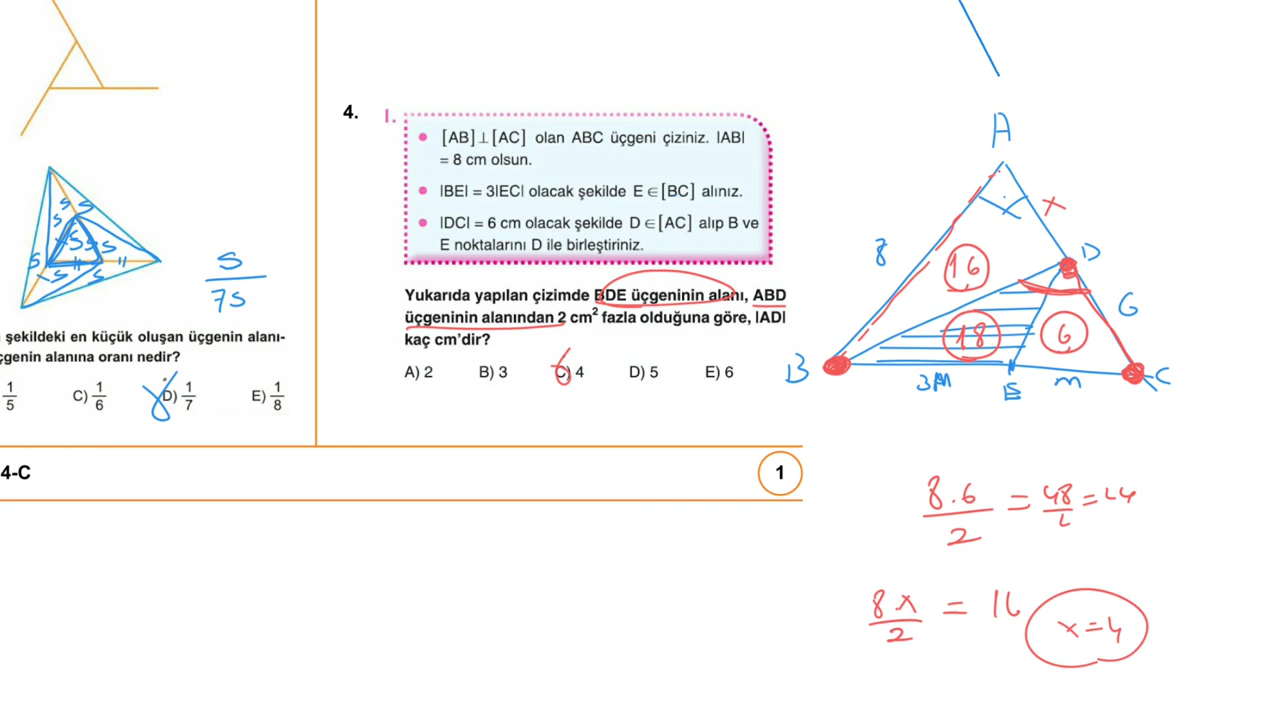 4.
1.
[AB]⊥[AC] olan ABC üçgeni çiziniz. |AB|
= 8 cm olsun.
|BE| = 3|EC| olacak şekilde E ∈ [BC] alınız.
|DC| = 6 cm olacak şekilde D ∈ [AC] alıp B ve
E noktalarını D ile birleştiriniz.
Yukarıda yapılan çizimde BDE üçgeninin alanı, ABD
üçgeninin alanından 2 cm² fazla olduğuna göre, |AD|
kaç cm'dir?
A) 2 B) 3 C) 4 D) 5 E) 6
S S
S
S S S
S S S
S
7S
şekildeki en küçük oluşan üçgenin alanı-
çgenin alanına oranı nedir?
1/5 C) 1/6 D) 1/7 E) 1/8
4-C
1
A
x
8
16
D
6
18
6
B
3m
E
m
C
8.6/2 = 48/2 = 24
8x/2 = 16
x=4